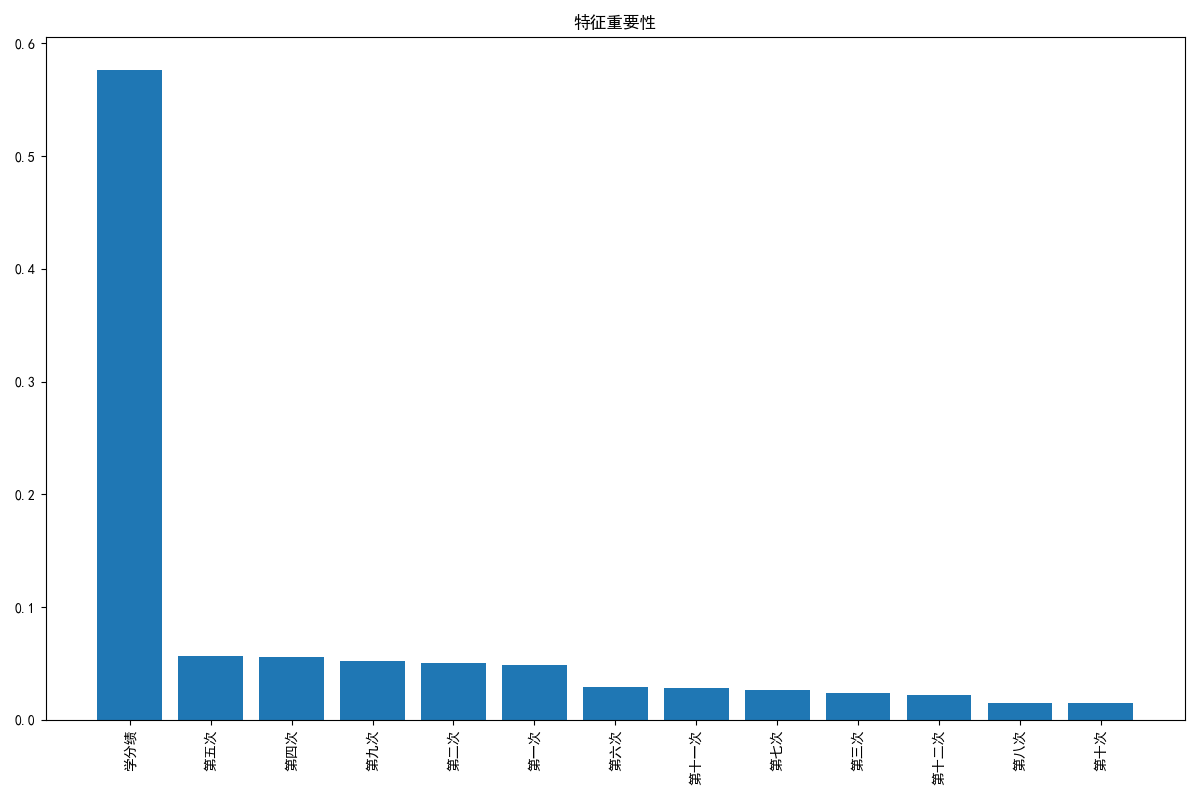 特征重要性
0.6
0.5
0.4
0.3
0.2
0.1
0.0
学分绩
第五次
第四次
第九次
第二次
第一次
第六次
第十一次
第七次
第三次
第十二次
第八次
第十次